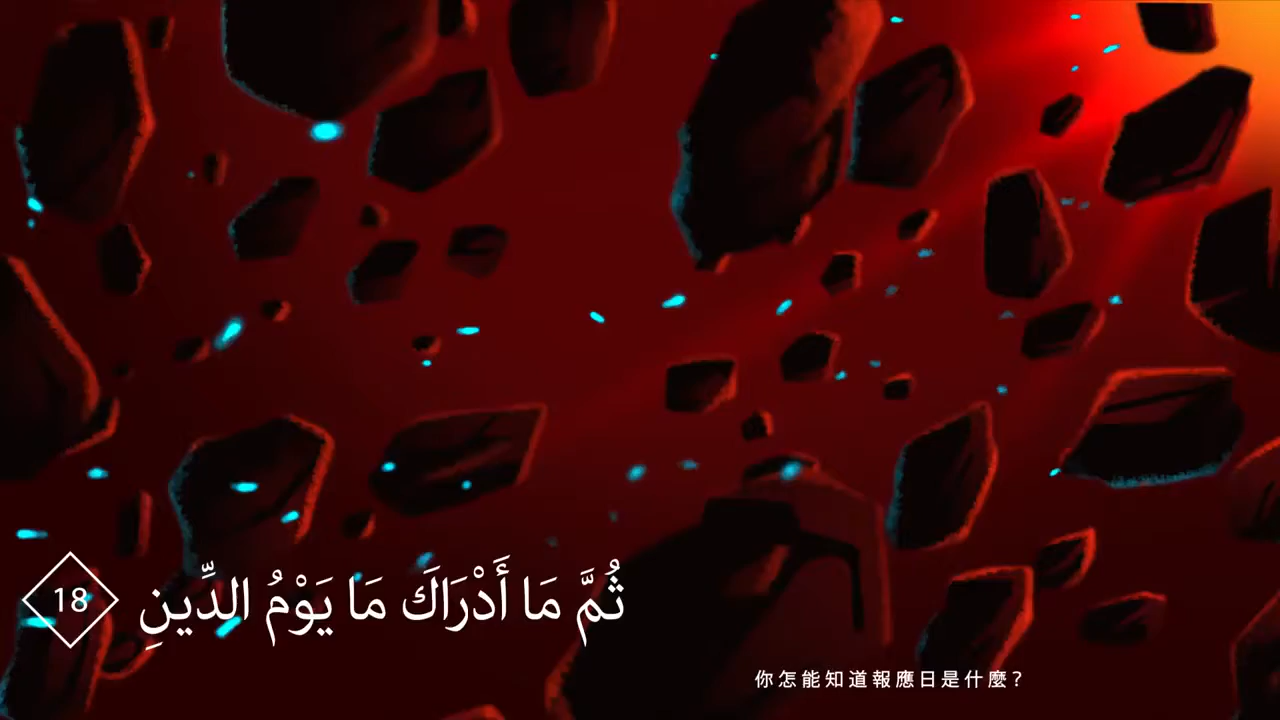 18 ثُمَّ مَا أَدْرَاكَ مَا يَوْمُ الدِّينِ
你怎能知道報應日是什麼?